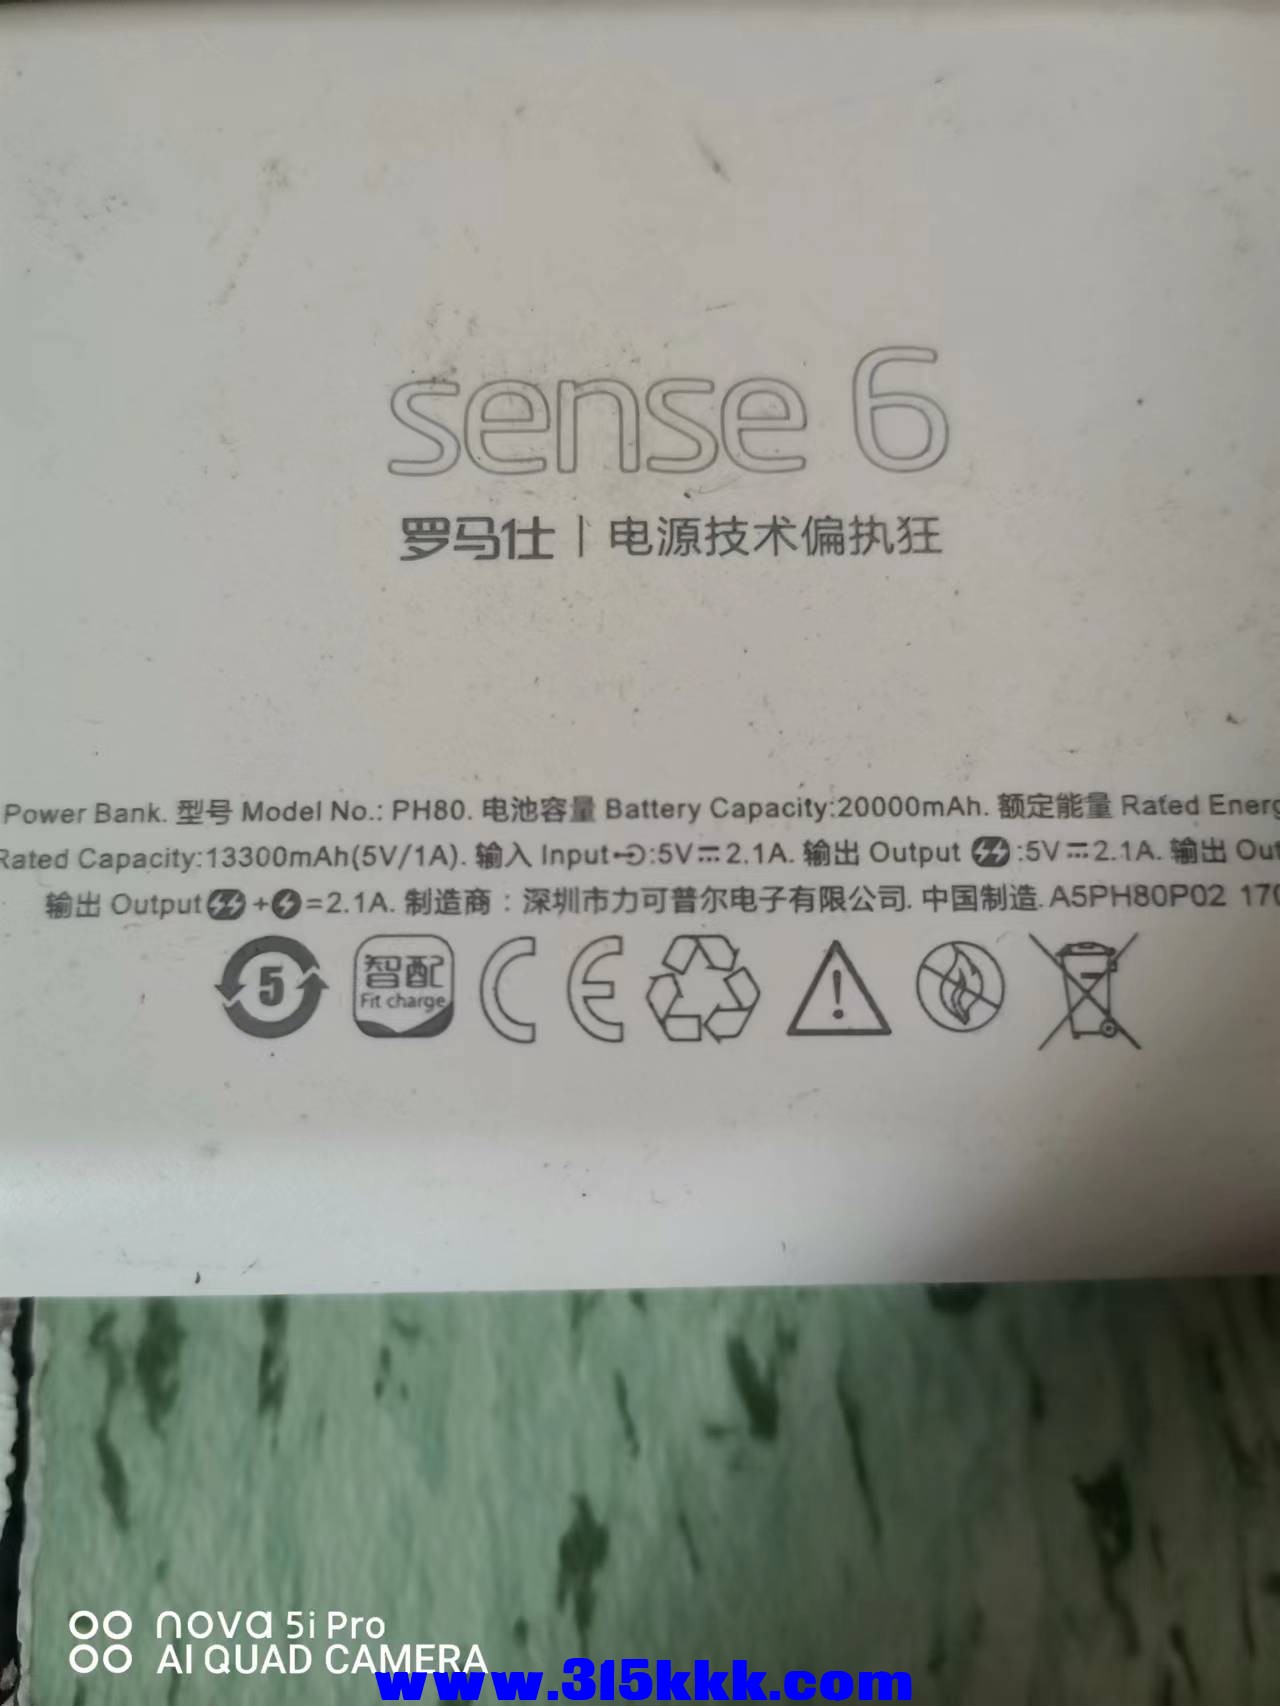 sense 6
罗马仕 | 电源技术偏执狂
Power Bank. 型号 Model No.: PH80. 电池容量 Battery Capacity:20000mAh. 额定能量 Rated Energ
Rated Capacity:13300mAh(5V/1A). 输入 Input :5V⎓2.1A. 输出 Output :5V⎓2.1A. 输出 Out
输出 Output + =2.1A. 制造商：深圳市力可普尔电子有限公司. 中国制造. A5PH80P02 170
5
智配
Fit charge
CE
nova 5i Pro
AI QUAD CAMERA
www.315kkk.com